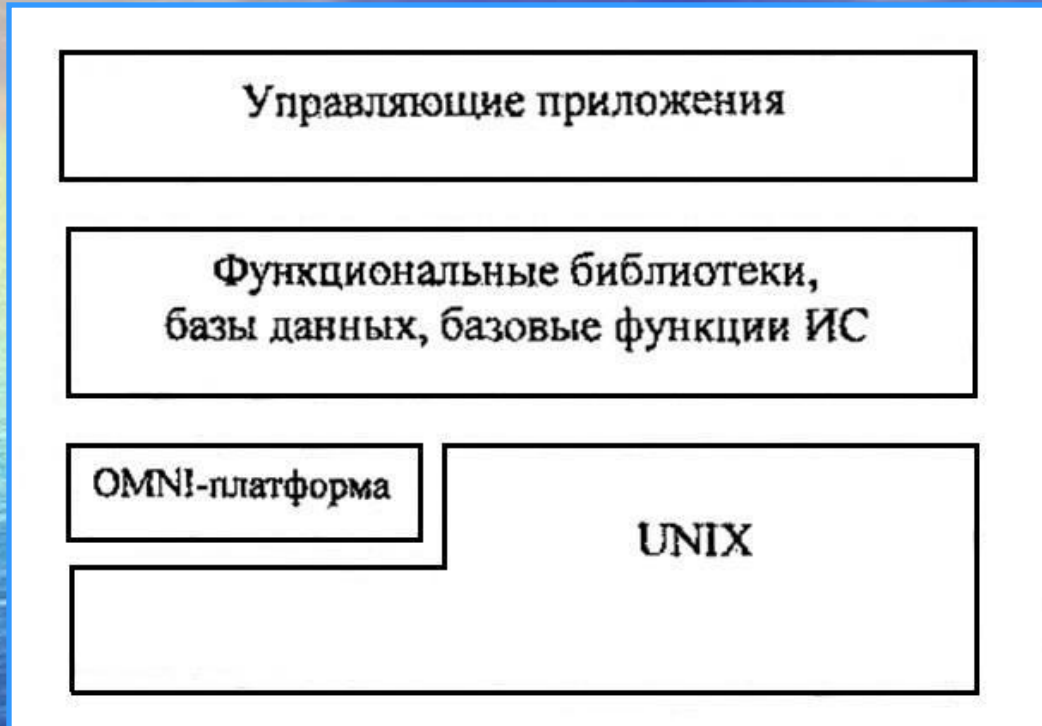 Управляющие приложения
Функциональные библиотеки,
базы данных, базовые функции ИС
OMNI-платформа
UNIX